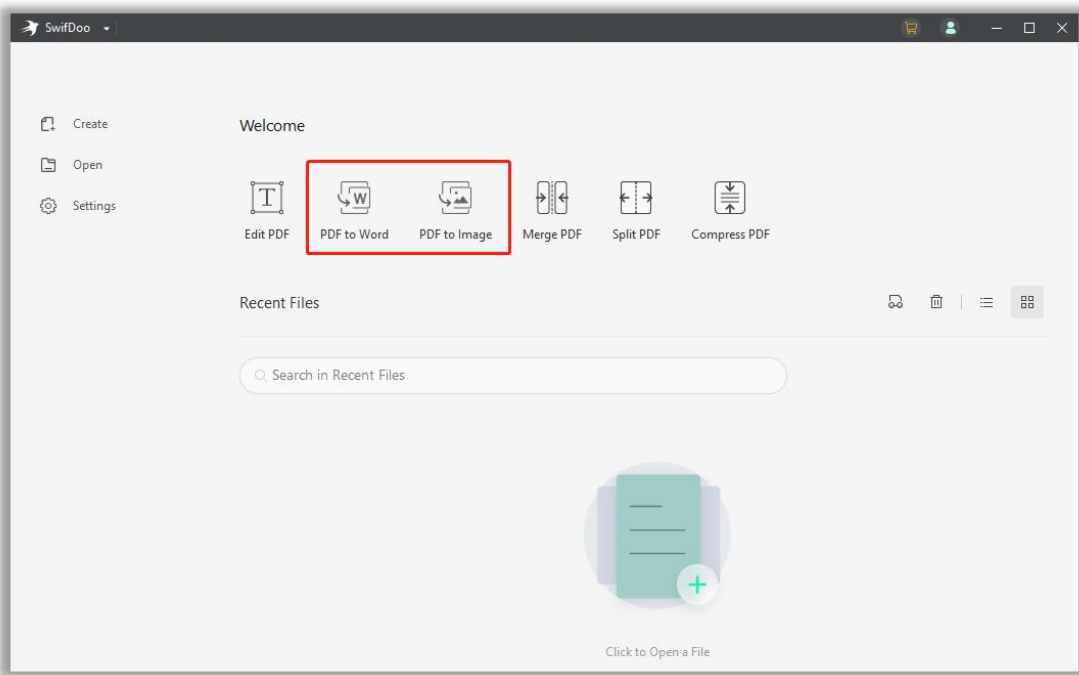 SwifDoo
Create
Open
Settings
Welcome
Edit PDF
PDF to Word
PDF to Image
Merge PDF
Split PDF
Compress PDF
Recent Files
Search in Recent Files
Click to Open a File